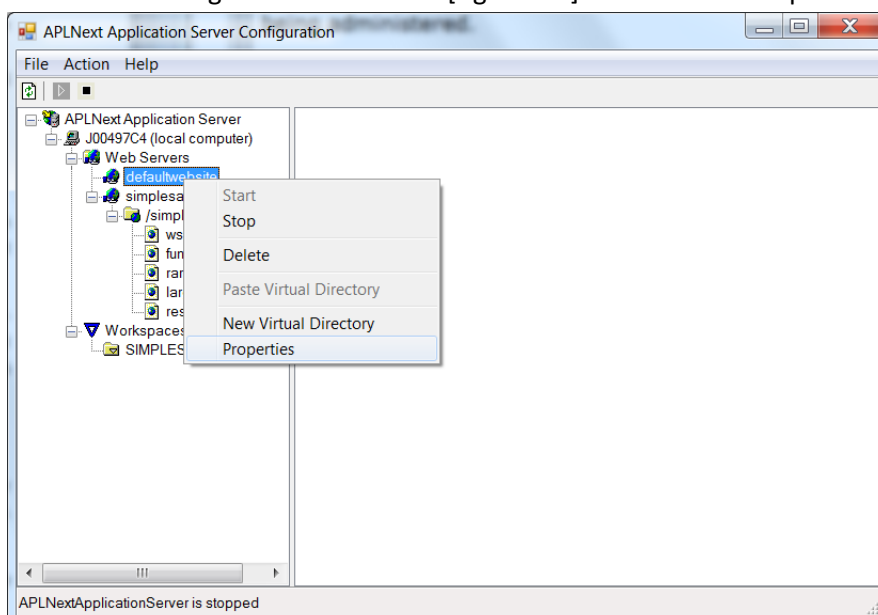 being administered.
APLNext Application Server Configuration
File Action Help
APLNext Application Server
J00497C4 (local computer)
Web Servers
defaultwebsite
simplesa
/simpl
ws
fun
ran
lar
res
Workspaces
SIMPLES
Start
Stop
Delete
Paste Virtual Directory
New Virtual Directory
Properties
APLNextApplicationServer is stopped